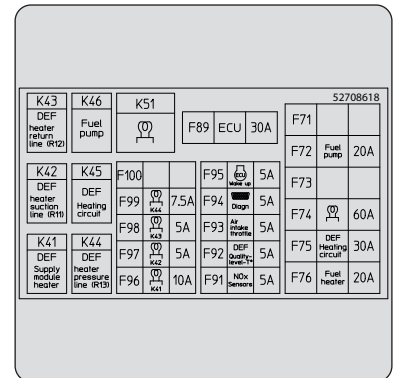 52708618
K43
DEF
heater
return
line (R12)
K46
Fuel
pump
K51
F89 ECU 30A
F71
F72 Fuel pump 20A
F73
F74 60A
F75 DEF Heating circuit 30A
F76 Fuel heater 20A
K42
DEF
heater
suction
line (R11)
K45
DEF
Heating
circuit
K41
DEF
Supply
module
heater
K44
DEF
heater
pressure
line (R13)
F100
F99 K44 7.5A
F98 K43 5A
F97 K42 5A
F96 K41 10A
F95 ECU Wake up 5A
F94 Diagn 5A
F93 Air intake throttle 5A
F92 DEF Quality-level-T° 5A
F91 NOx Sensors 5A